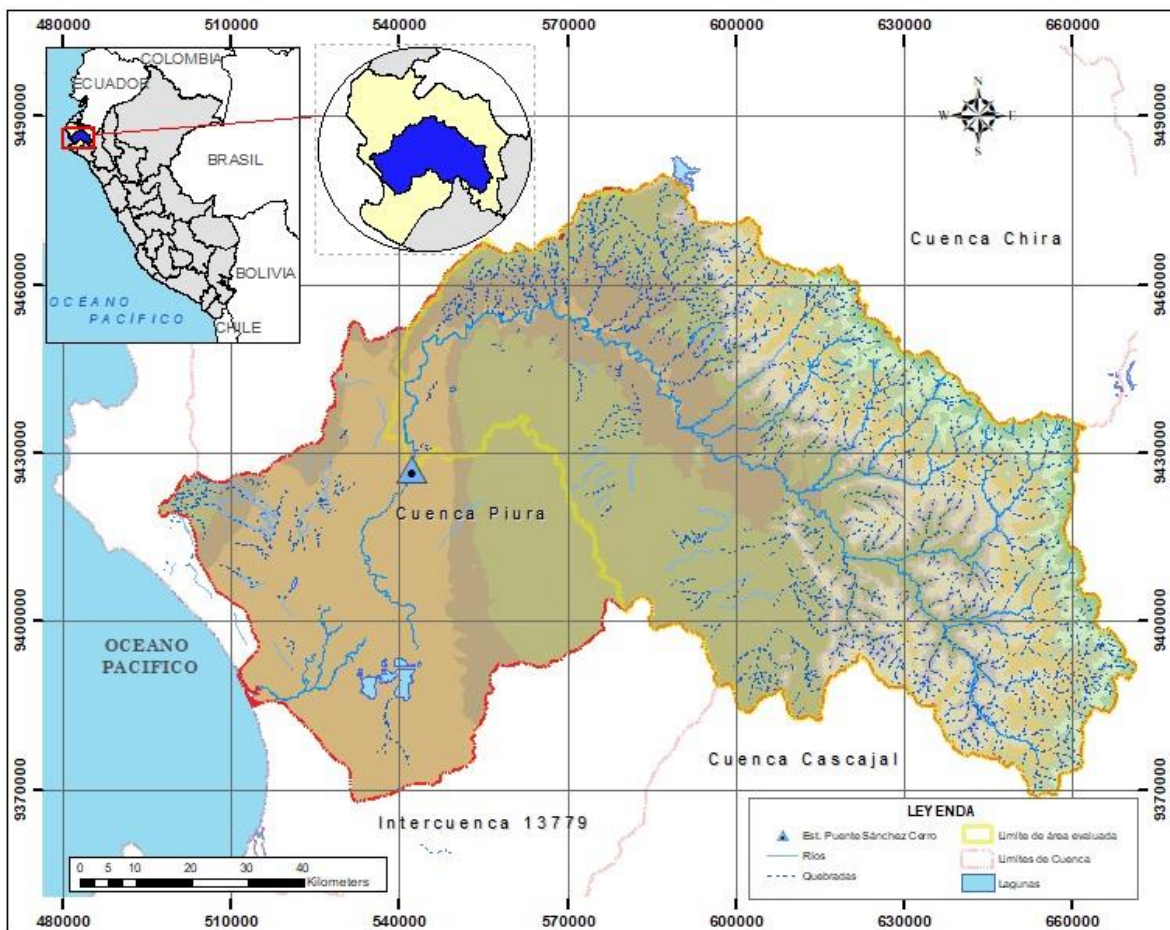 480000 510000 540000 570000 600000 630000 660000
COLOMBIA
ECUADOR
BRASIL
BOLIVIA
OCEANO
PACÍFICO
CHILE
N
W E
S
9490000 9490000
9460000 9460000
9430000 9430000
9400000 9400000
9370000 9370000
Cuenca Chira
Cuenca Piura
OCEANO
PACIFICO
Cuenca Cascajal
Intercuenca 13779
LEYENDA
Est. Puente Sánchez Cerro
Ríos
Quebradas
Limite de área evaluada
Límites de Cuenca
Lagunas
0 5 10 20 30 40
Kilometers
480000 510000 540000 570000 600000 630000 660000